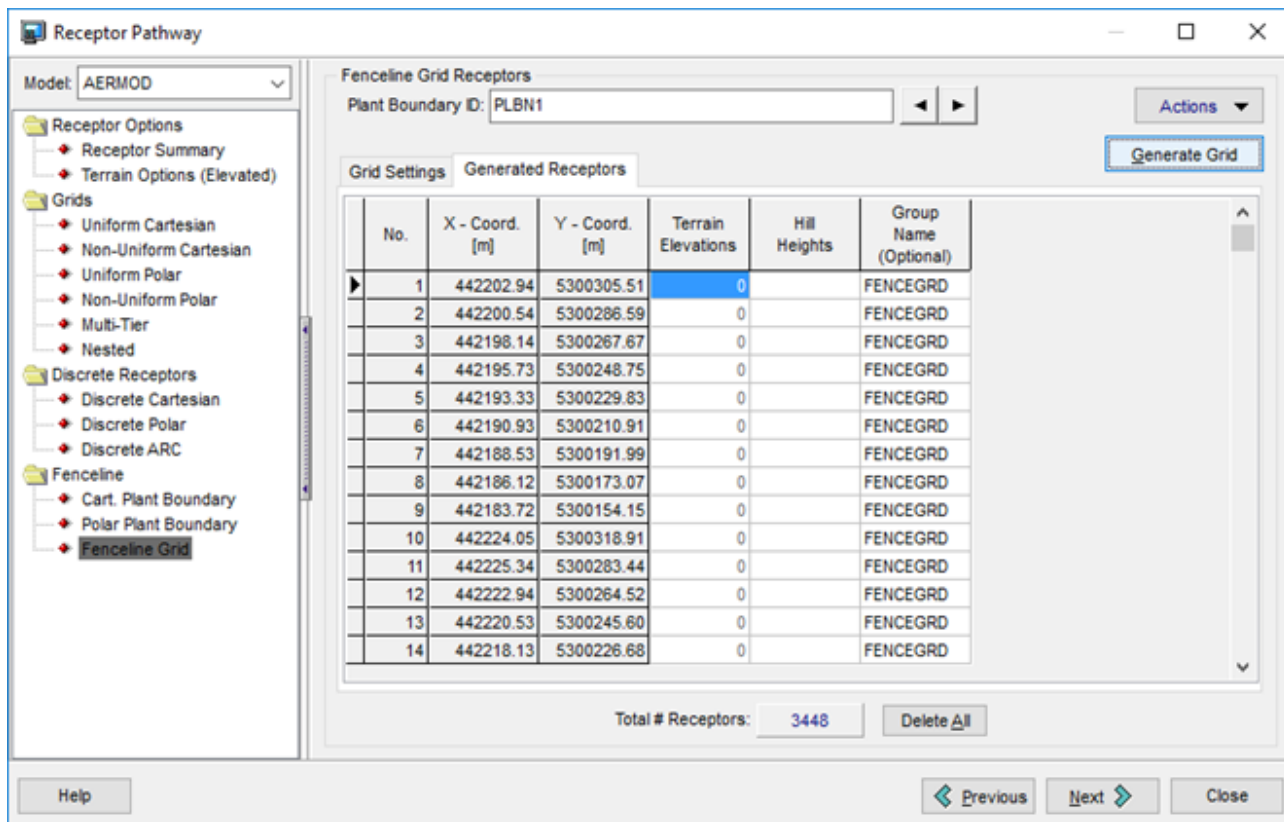 Receptor Pathway
Model: AERMOD
Receptor Options
Receptor Summary
Terrain Options (Elevated)
Grids
Uniform Cartesian
Non-Uniform Cartesian
Uniform Polar
Non-Uniform Polar
Multi-Tier
Nested
Discrete Receptors
Discrete Cartesian
Discrete Polar
Discrete ARC
Fenceline
Cart. Plant Boundary
Polar Plant Boundary
Fenceline Grid
Fenceline Grid Receptors
Plant Boundary ID: PLBN1
Actions
Generate Grid
Grid Settings Generated Receptors
No. X - Coord. [m] Y - Coord. [m] Terrain Elevations Hill Heights Group Name (Optional)
1 442202.94 5300305.51 0 FENCEGRD
2 442200.54 5300286.59 0 FENCEGRD
3 442198.14 5300267.67 0 FENCEGRD
4 442195.73 5300248.75 0 FENCEGRD
5 442193.33 5300229.83 0 FENCEGRD
6 442190.93 5300210.91 0 FENCEGRD
7 442188.53 5300191.99 0 FENCEGRD
8 442186.12 5300173.07 0 FENCEGRD
9 442183.72 5300154.15 0 FENCEGRD
10 442224.05 5300318.91 0 FENCEGRD
11 442225.34 5300283.44 0 FENCEGRD
12 442222.94 5300264.52 0 FENCEGRD
13 442220.53 5300245.60 0 FENCEGRD
14 442218.13 5300226.68 0 FENCEGRD
Total # Receptors: 3448 Delete All
Help Previous Next Close